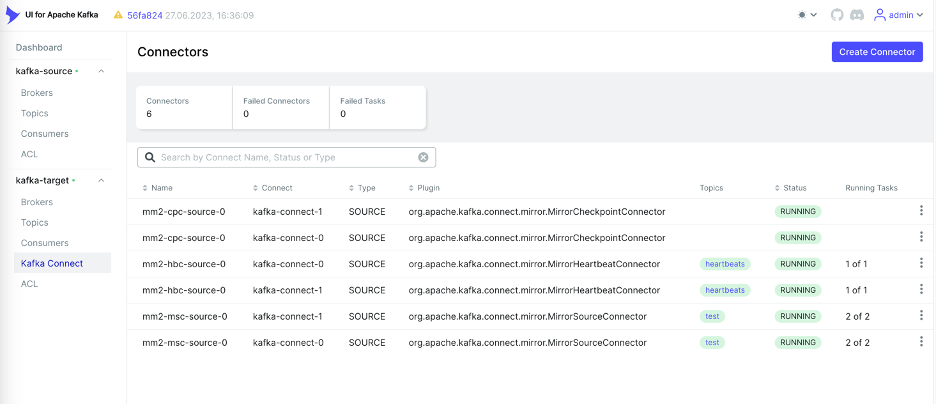 UI for Apache Kafka 56fa824 27.06.2023, 16:36:09 admin
Dashboard
kafka-source
Brokers
Topics
Consumers
ACL
kafka-target
Brokers
Topics
Consumers
Kafka Connect
ACL
Connectors Create Connector
Connectors Failed Connectors Failed Tasks
6 0 0
Search by Connect Name, Status or Type
Name Connect Type Plugin Topics Status Running Tasks
mm2-cpc-source-0 kafka-connect-1 SOURCE org.apache.kafka.connect.mirror.MirrorCheckpointConnector RUNNING
mm2-cpc-source-0 kafka-connect-0 SOURCE org.apache.kafka.connect.mirror.MirrorCheckpointConnector RUNNING
mm2-hbc-source-0 kafka-connect-0 SOURCE org.apache.kafka.connect.mirror.MirrorHeartbeatConnector heartbeats RUNNING 1 of 1
mm2-hbc-source-0 kafka-connect-1 SOURCE org.apache.kafka.connect.mirror.MirrorHeartbeatConnector heartbeats RUNNING 1 of 1
mm2-msc-source-0 kafka-connect-1 SOURCE org.apache.kafka.connect.mirror.MirrorSourceConnector test RUNNING 2 of 2
mm2-msc-source-0 kafka-connect-0 SOURCE org.apache.kafka.connect.mirror.MirrorSourceConnector test RUNNING 2 of 2